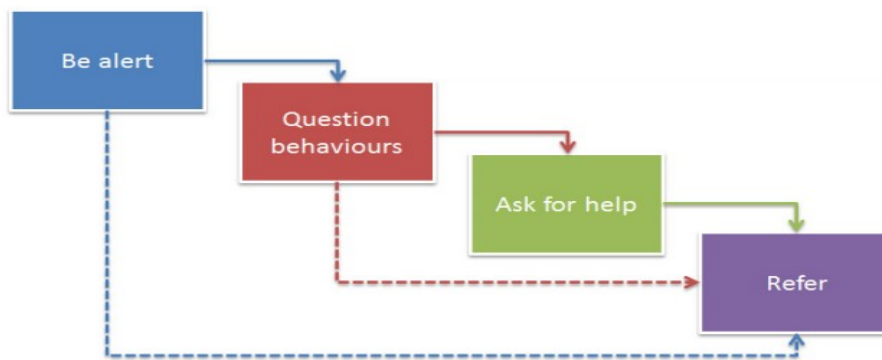 Be alert
Question
behaviours
Ask for help
Refer